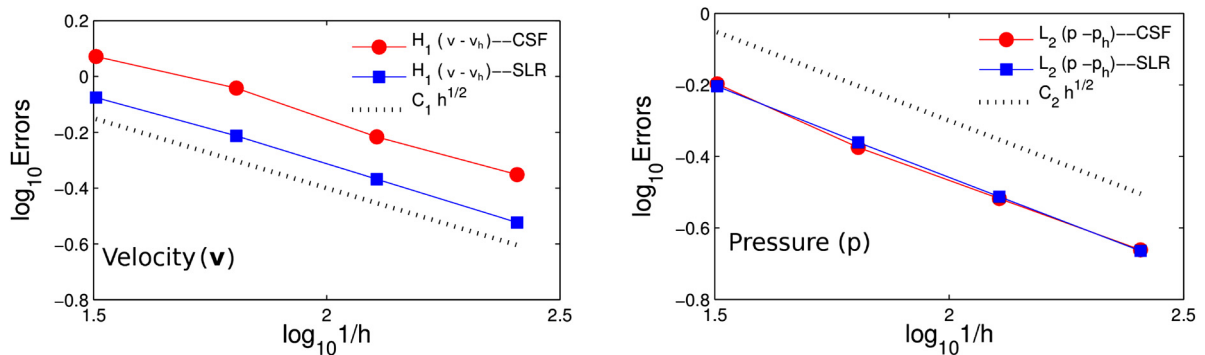 0.2
0
−0.2
−0.4
−0.6
−0.8
log₁₀Errors
H₁ (v - vₕ)−−CSF
H₁ (v - vₕ)−−SLR
C₁ h^1/2
Velocity (v)
1.5
2
2.5
log₁₀1/h
0
−0.2
−0.4
−0.6
−0.8
log₁₀Errors
L₂ (p −pₕ)−−CSF
L₂ (p −pₕ)−−SLR
C₂ h^1/2
Pressure (p)
1.5
2
2.5
log₁₀1/h